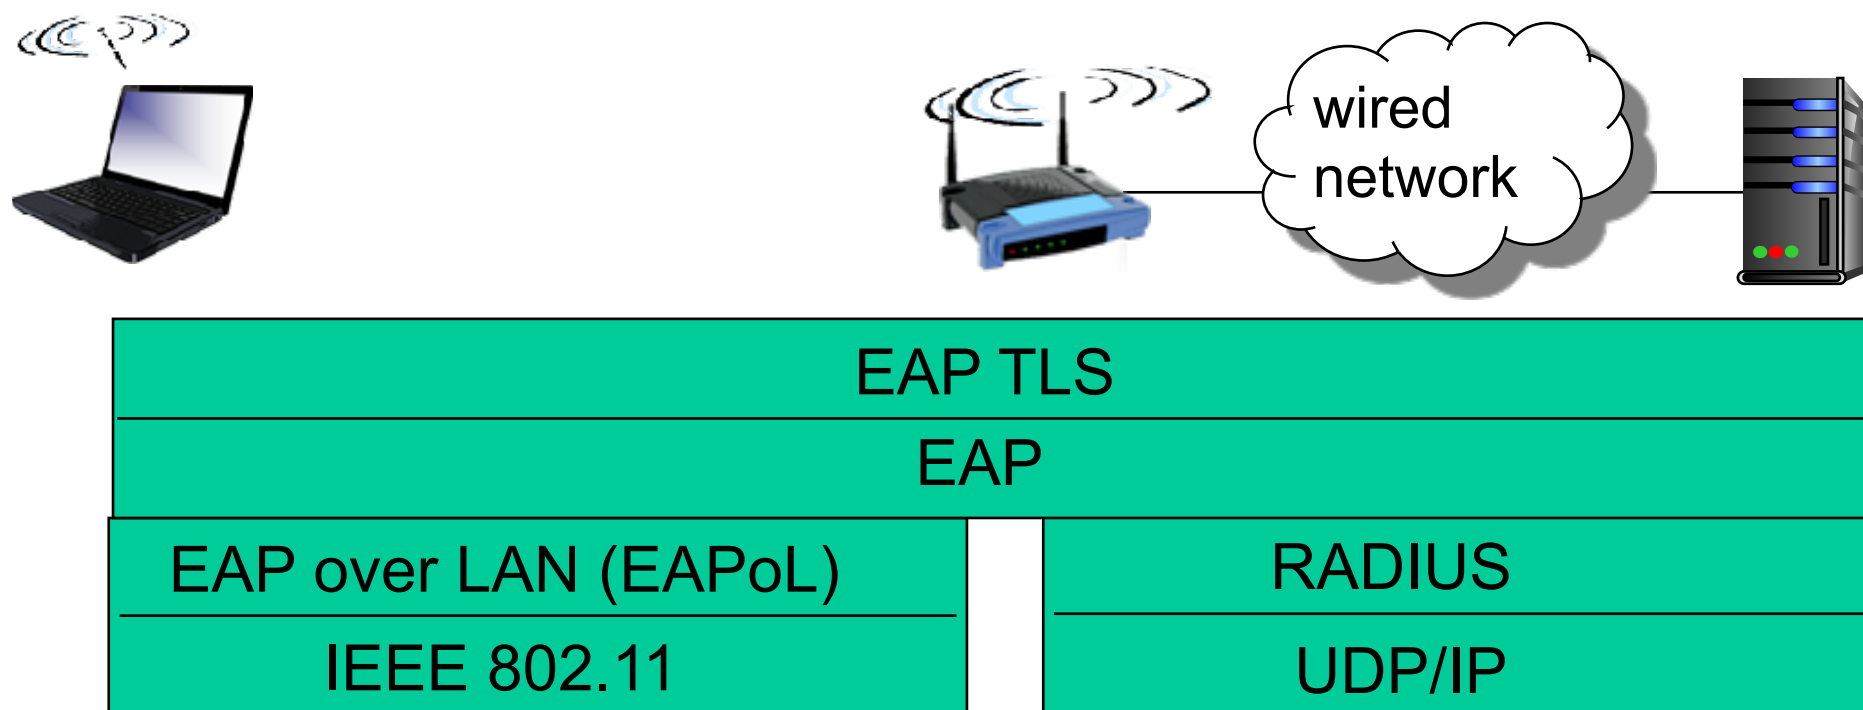 wired
network
EAP TLS
EAP
EAP over LAN (EAPoL)
RADIUS
IEEE 802.11
UDP/IP